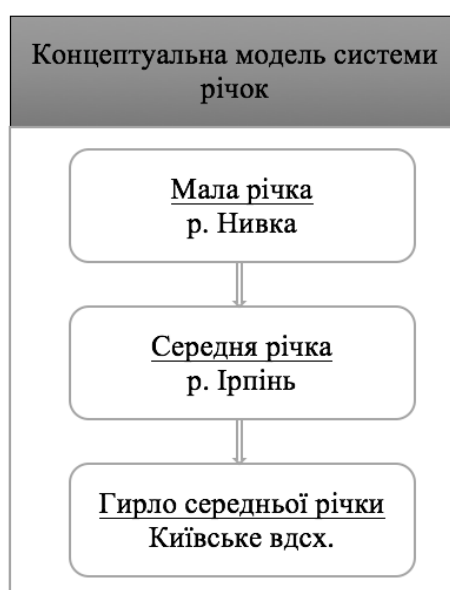 Концептуальна модель системи
річок
Мала річка
р. Нивка
Середня річка
р. Ірпінь
Гирло середньої річки
Київське вдсх.